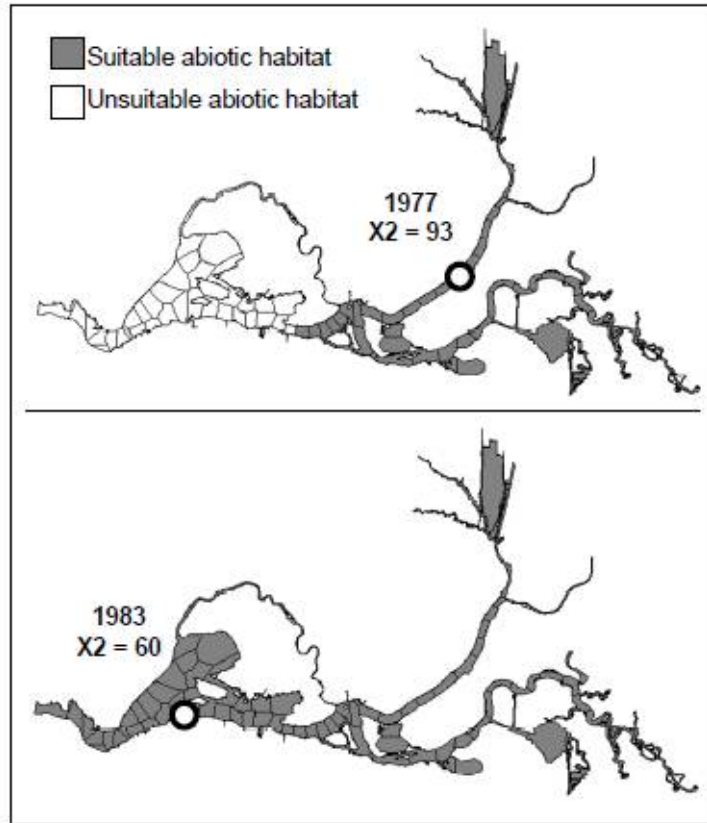 Suitable abiotic habitat
Unsuitable abiotic habitat
1977
X2 = 93
1983
X2 = 60